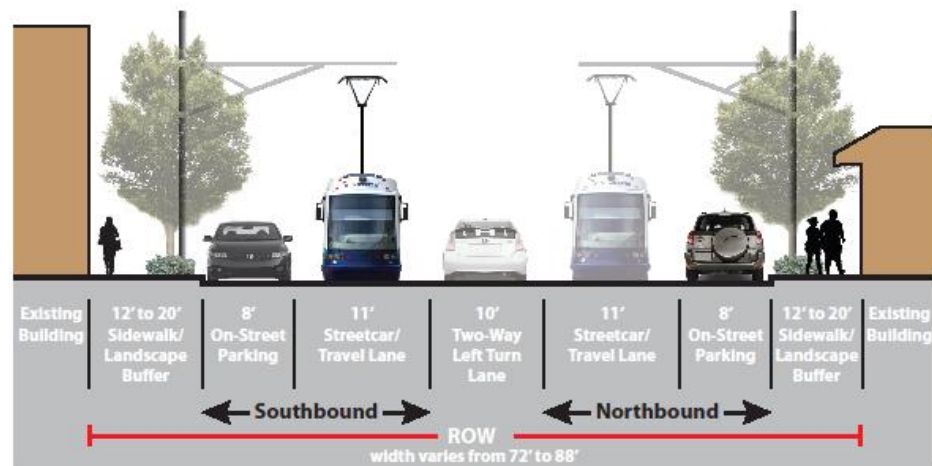 Existing
Building
12' to 20'
Sidewalk/
Landscape
Buffer
8'
On-Street
Parking
11'
Streetcar/
Travel Lane
10'
Two-Way
Left Turn
Lane
11'
Streetcar/
Travel Lane
8'
On-Street
Parking
12' to 20'
Sidewalk/
Landscape
Buffer
Existing
Building
Southbound
Northbound
ROW
width varies from 72' to 88'